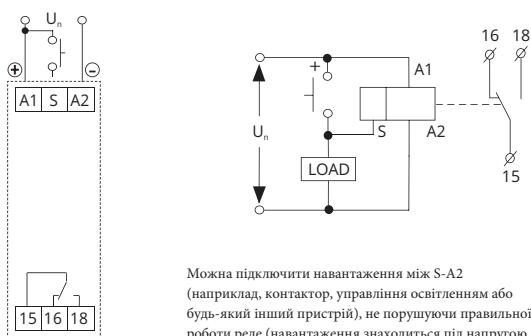 Un
+ -
A1 S A2
15 16 18
16 18
+ A1
Un
S A2
LOAD
15
Можна підключити навантаження між S-A2
(наприклад, контактор, управління освітленням або
будь-який інший пристрій), не порушуючи правильної
роботи реле (навантаження знаходиться під напругою